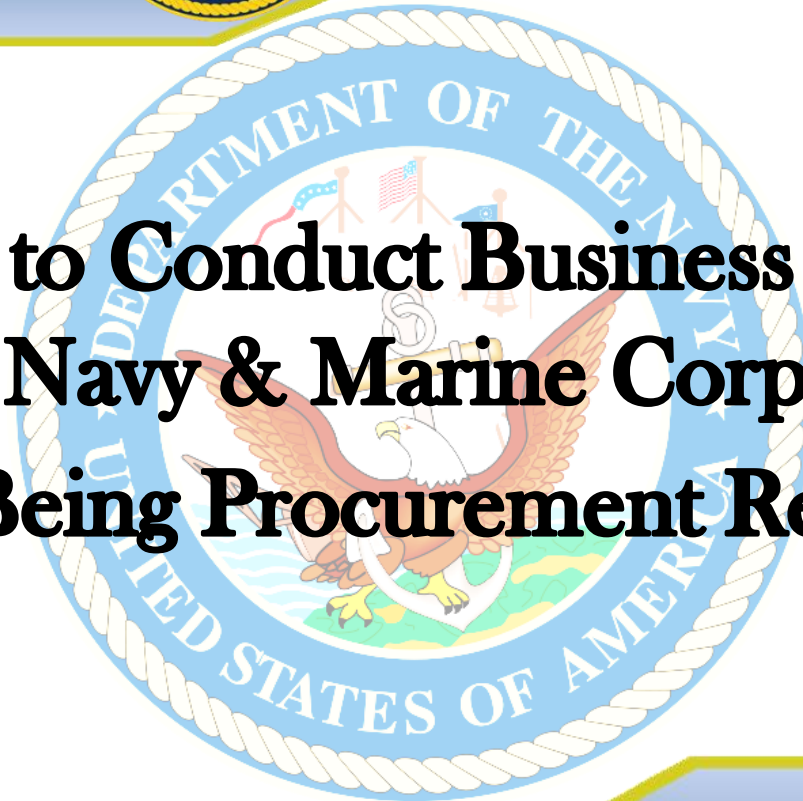 DEPARTMENT OF THE NAVY
to Conduct Business
Navy & Marine Corp
Being Procurement Re
UNITED STATES OF AMERICA